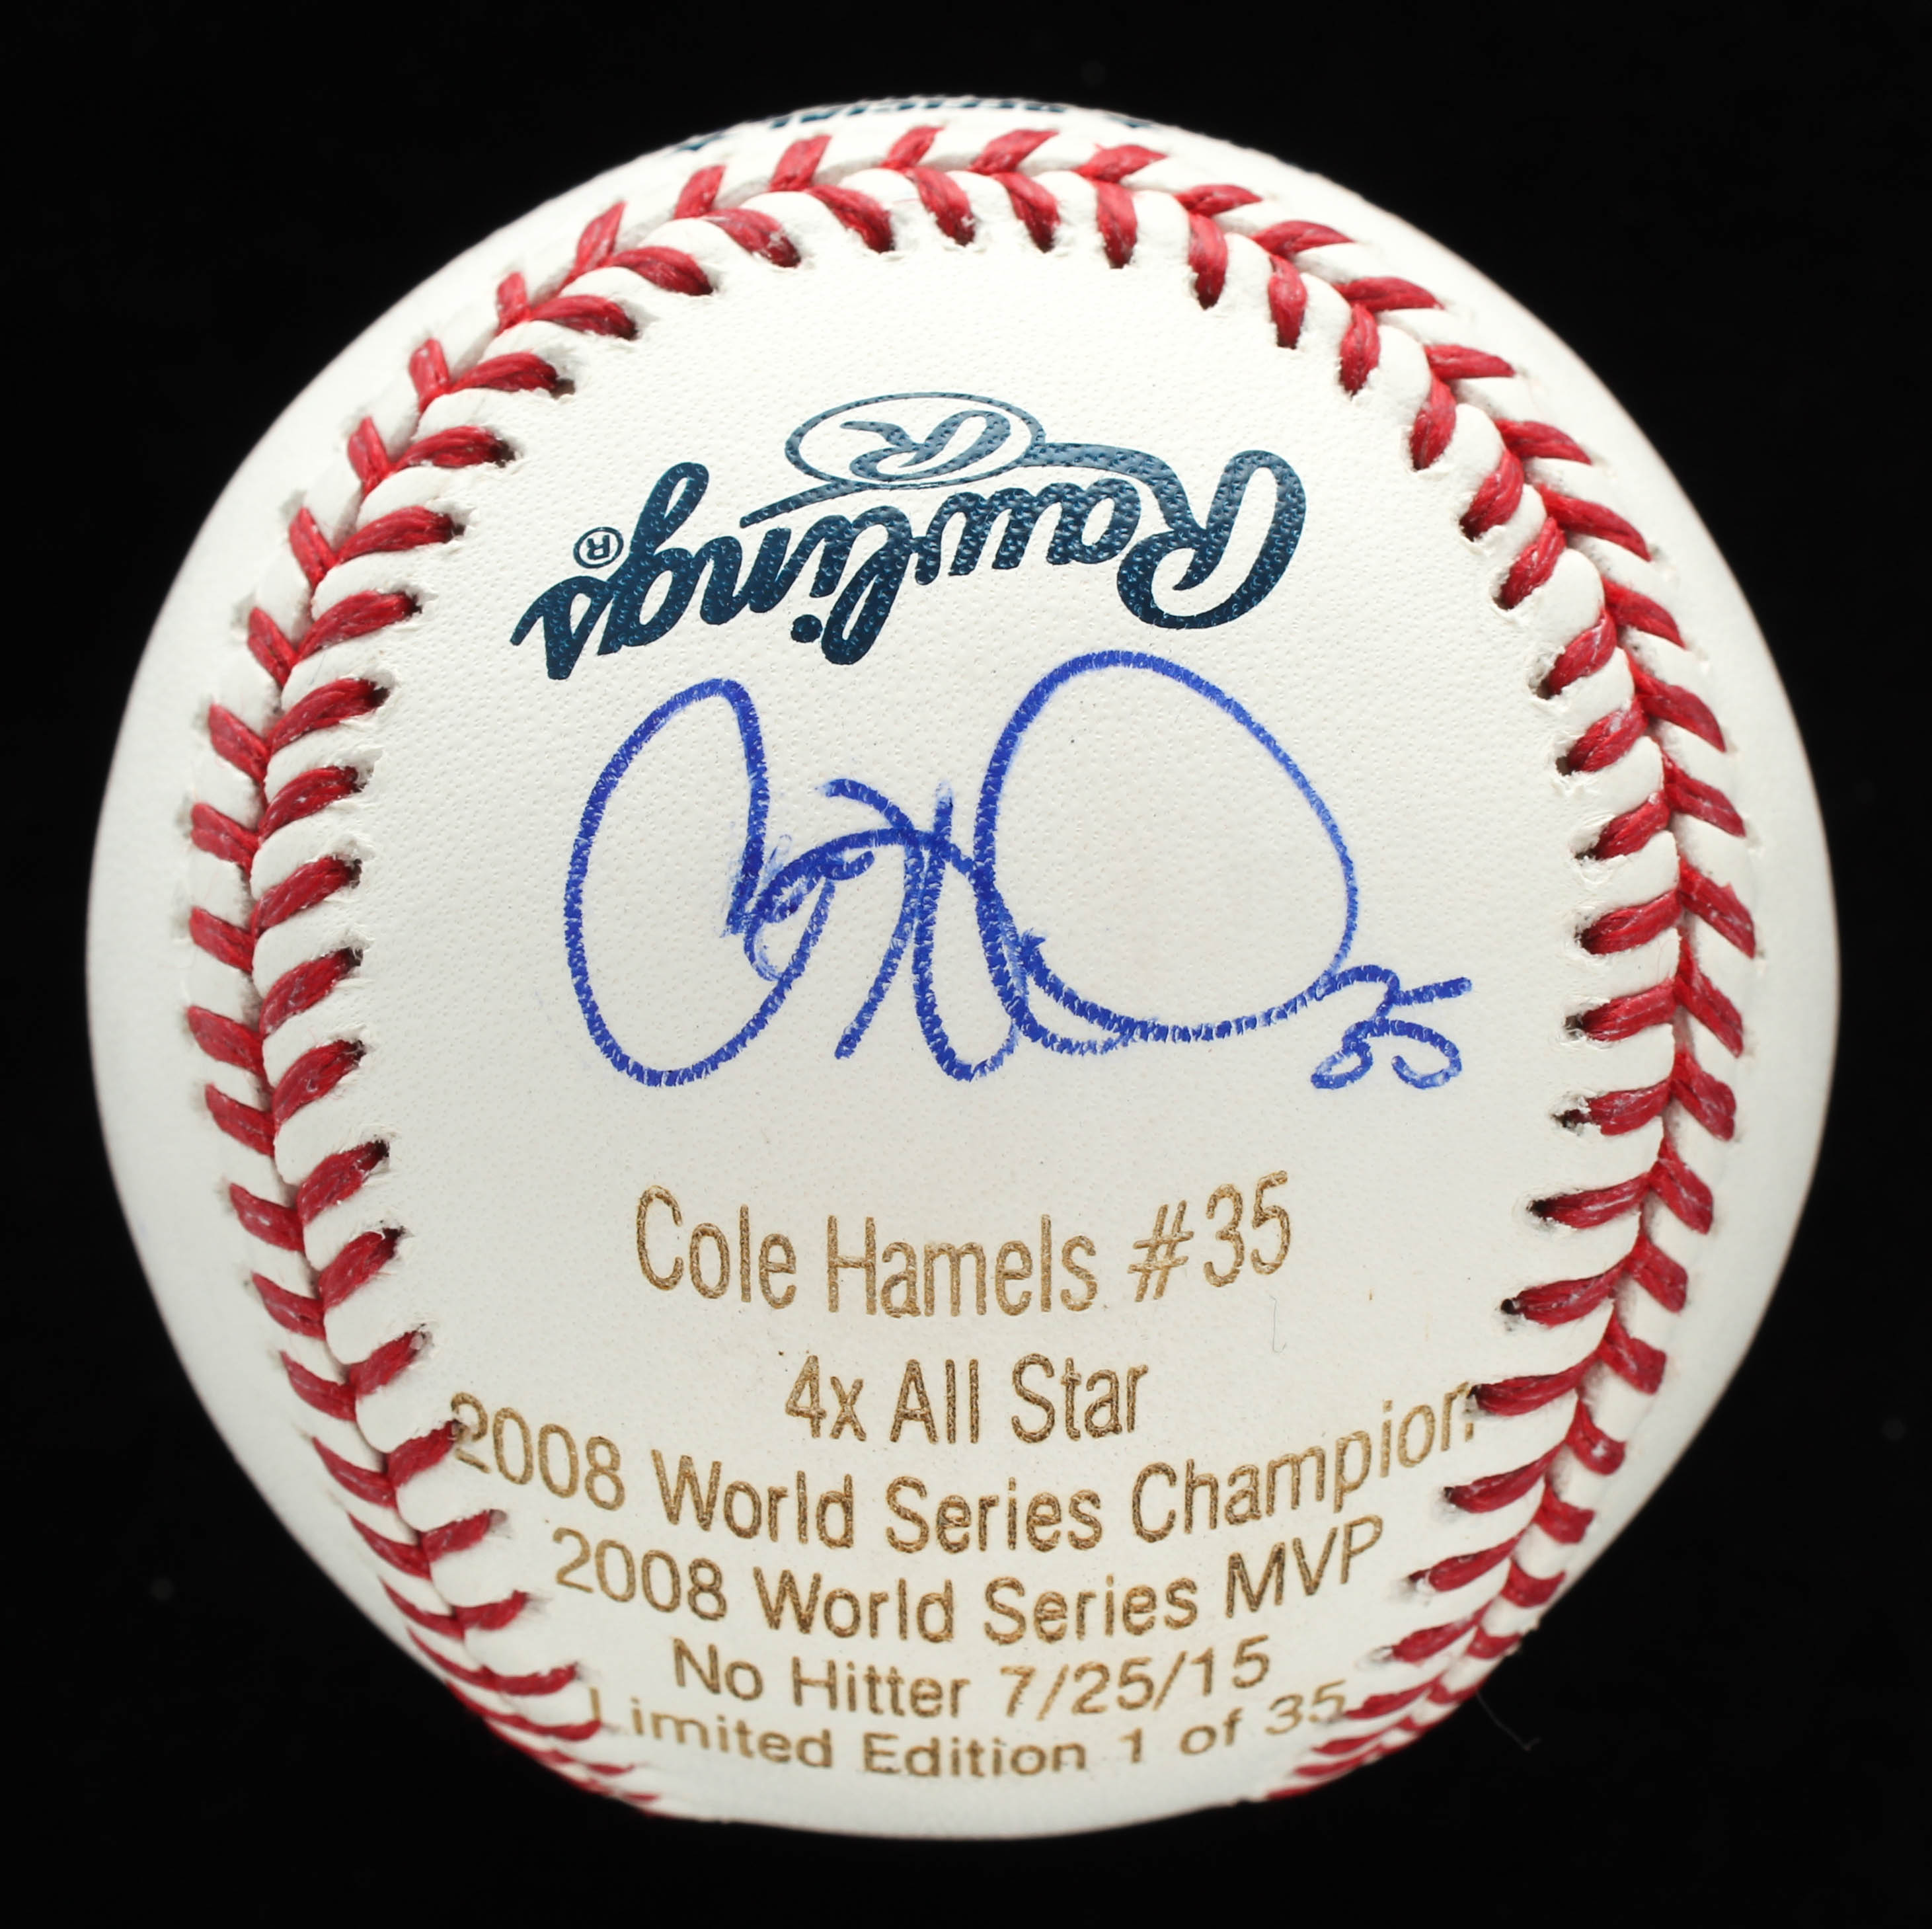 Rawlings®
R
35
Cole Hamels #35
4x All Star
2008 World Series Champion
2008 World Series MVP
No Hitter 7/25/15
Limited Edition 1 of 35